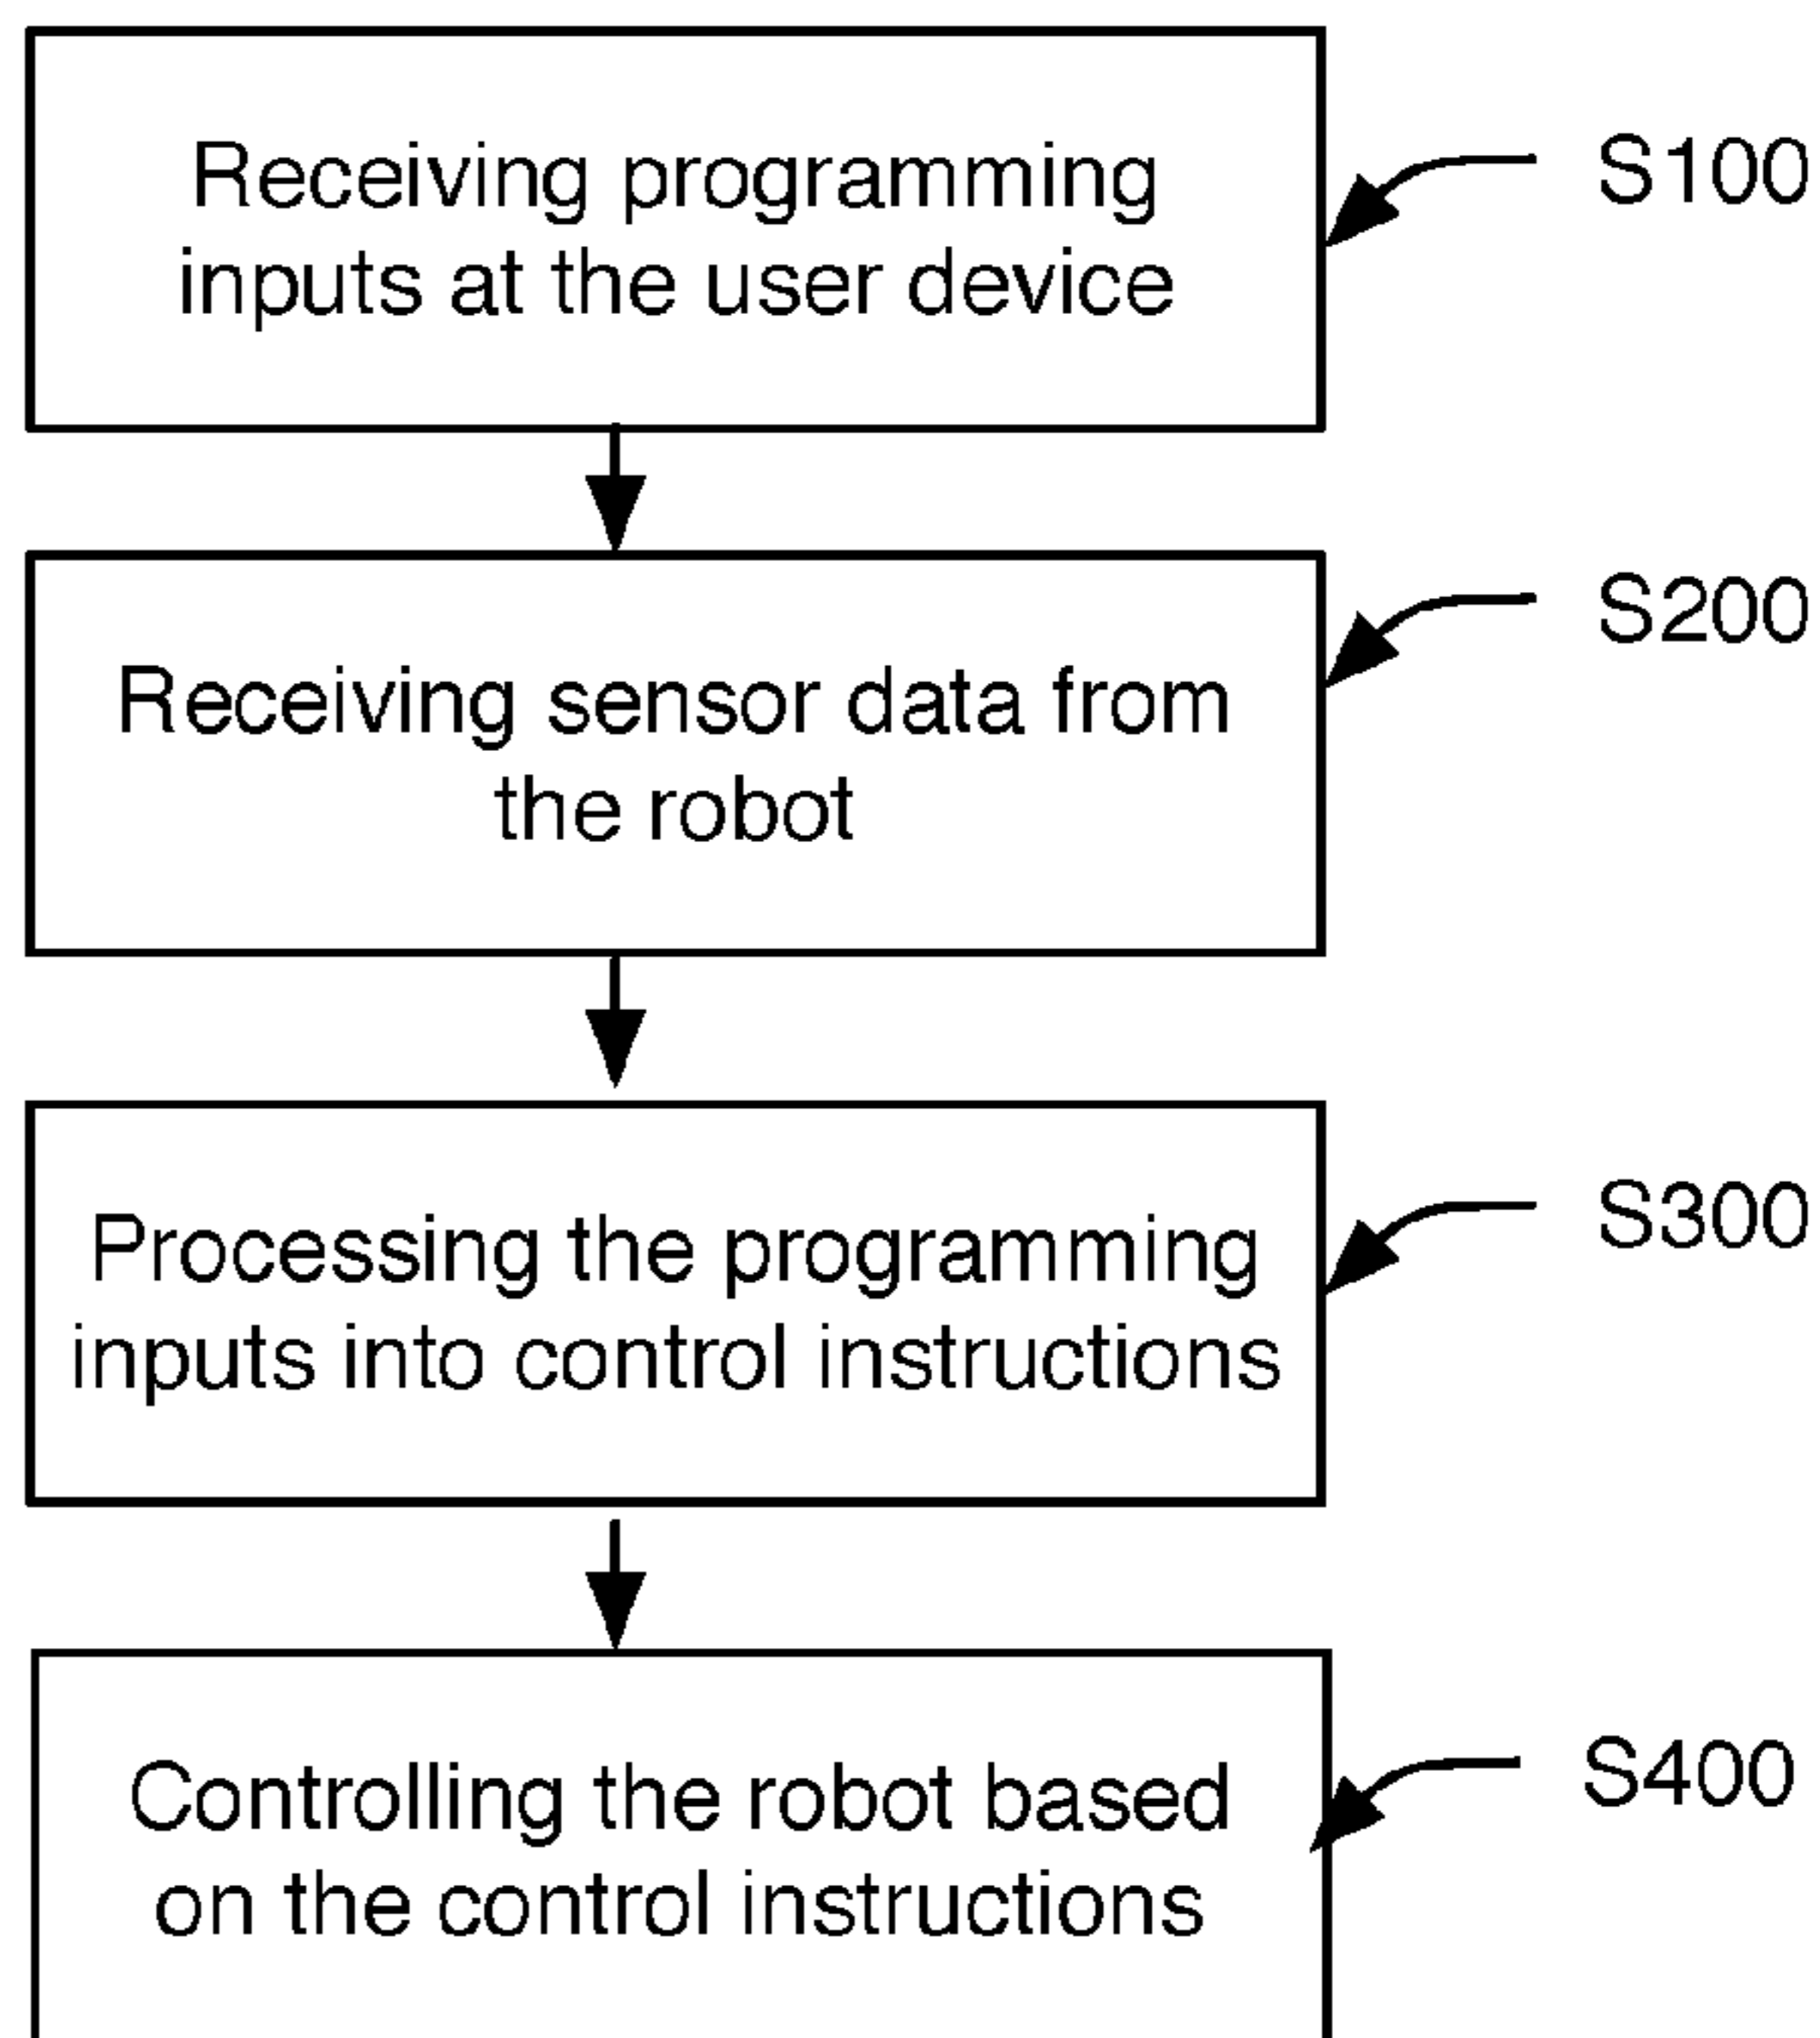 Receiving programming
inputs at the user device
S100
Receiving sensor data from
the robot
S200
Processing the programming
inputs into control instructions
S300
Controlling the robot based
on the control instructions
S400